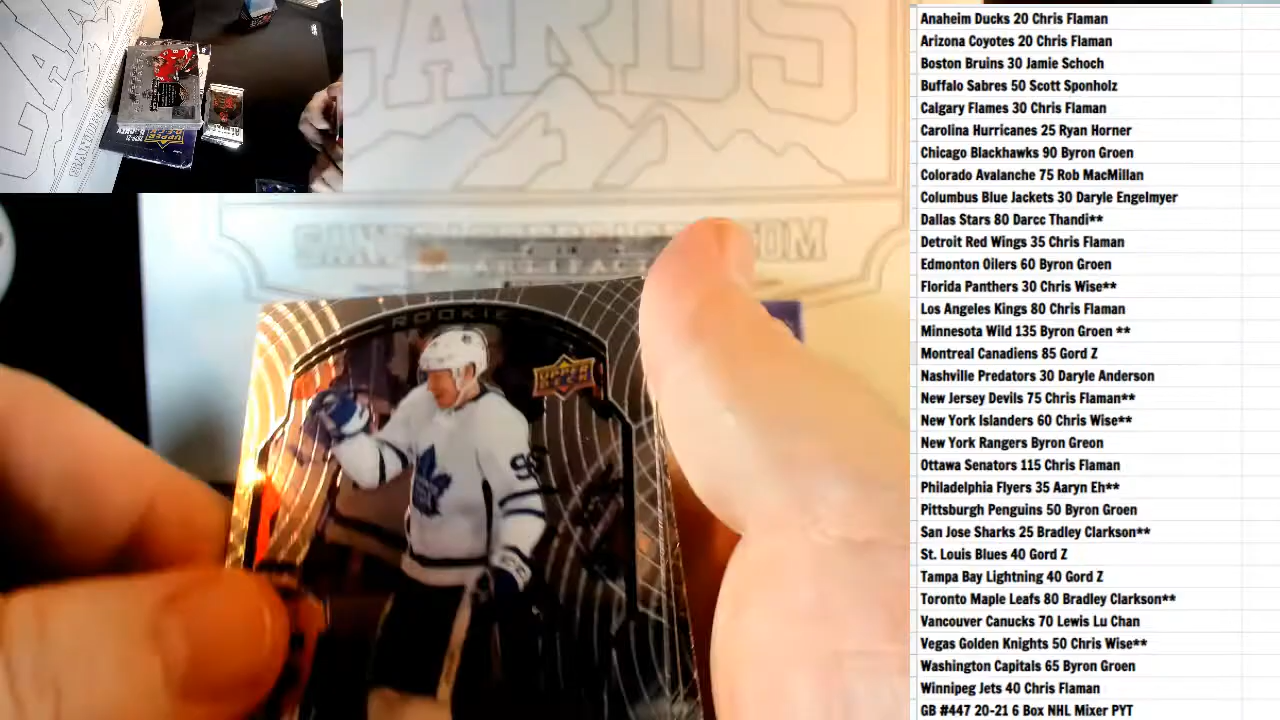 CARDS
ROOKIE
UPPER DECK
Anaheim Ducks 20 Chris Flaman
Arizona Coyotes 20 Chris Flaman
Boston Bruins 30 Jamie Schoch
Buffalo Sabres 50 Scott Sponholz
Calgary Flames 30 Chris Flaman
Carolina Hurricanes 25 Ryan Horner
Chicago Blackhawks 90 Byron Groen
Colorado Avalanche 75 Rob MacMillan
Columbus Blue Jackets 30 Daryle Engelmyer
Dallas Stars 80 Darcc Thandi**
Detroit Red Wings 35 Chris Flaman
Edmonton Oilers 60 Byron Groen
Florida Panthers 30 Chris Wise**
Los Angeles Kings 80 Chris Flaman
Minnesota Wild 135 Byron Groen **
Montreal Canadiens 85 Gord Z
Nashville Predators 30 Daryle Anderson
New Jersey Devils 75 Chris Flaman**
New York Islanders 60 Chris Wise**
New York Rangers Byron Greon
Ottawa Senators 115 Chris Flaman
Philadelphia Flyers 35 Aaryn Eh**
Pittsburgh Penguins 50 Byron Groen
San Jose Sharks 25 Bradley Clarkson**
St. Louis Blues 40 Gord Z
Tampa Bay Lightning 40 Gord Z
Toronto Maple Leafs 80 Bradley Clarkson**
Vancouver Canucks 70 Lewis Lu Chan
Vegas Golden Knights 50 Chris Wise**
Washington Capitals 65 Byron Groen
Winnipeg Jets 40 Chris Flaman
GB #447 20-21 6 Box NHL Mixer PYT